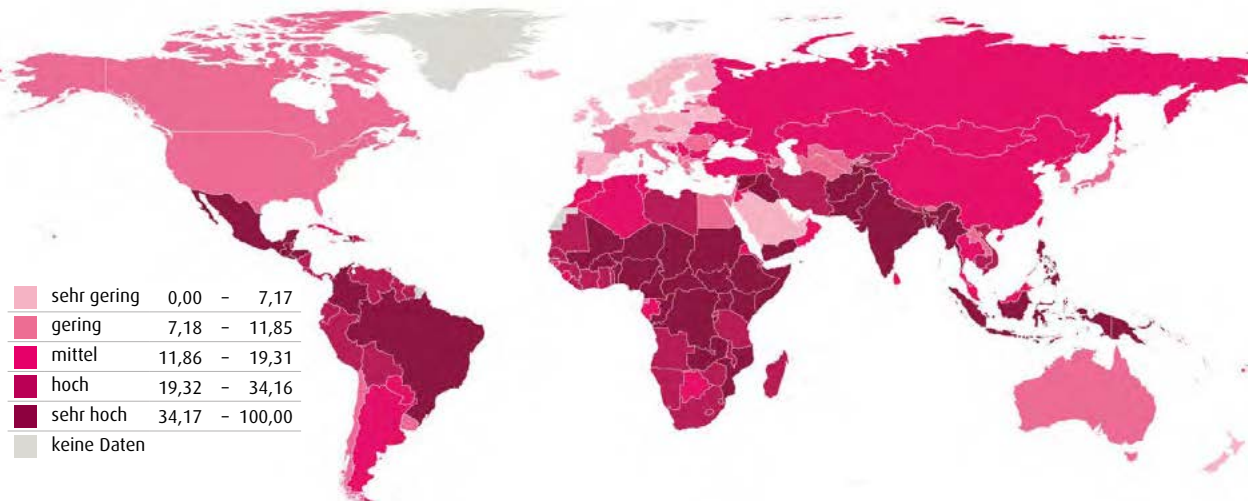 sehr gering 0,00 – 7,17
gering 7,18 – 11,85
mittel 11,86 – 19,31
hoch 19,32 – 34,16
sehr hoch 34,17 – 100,00
keine Daten